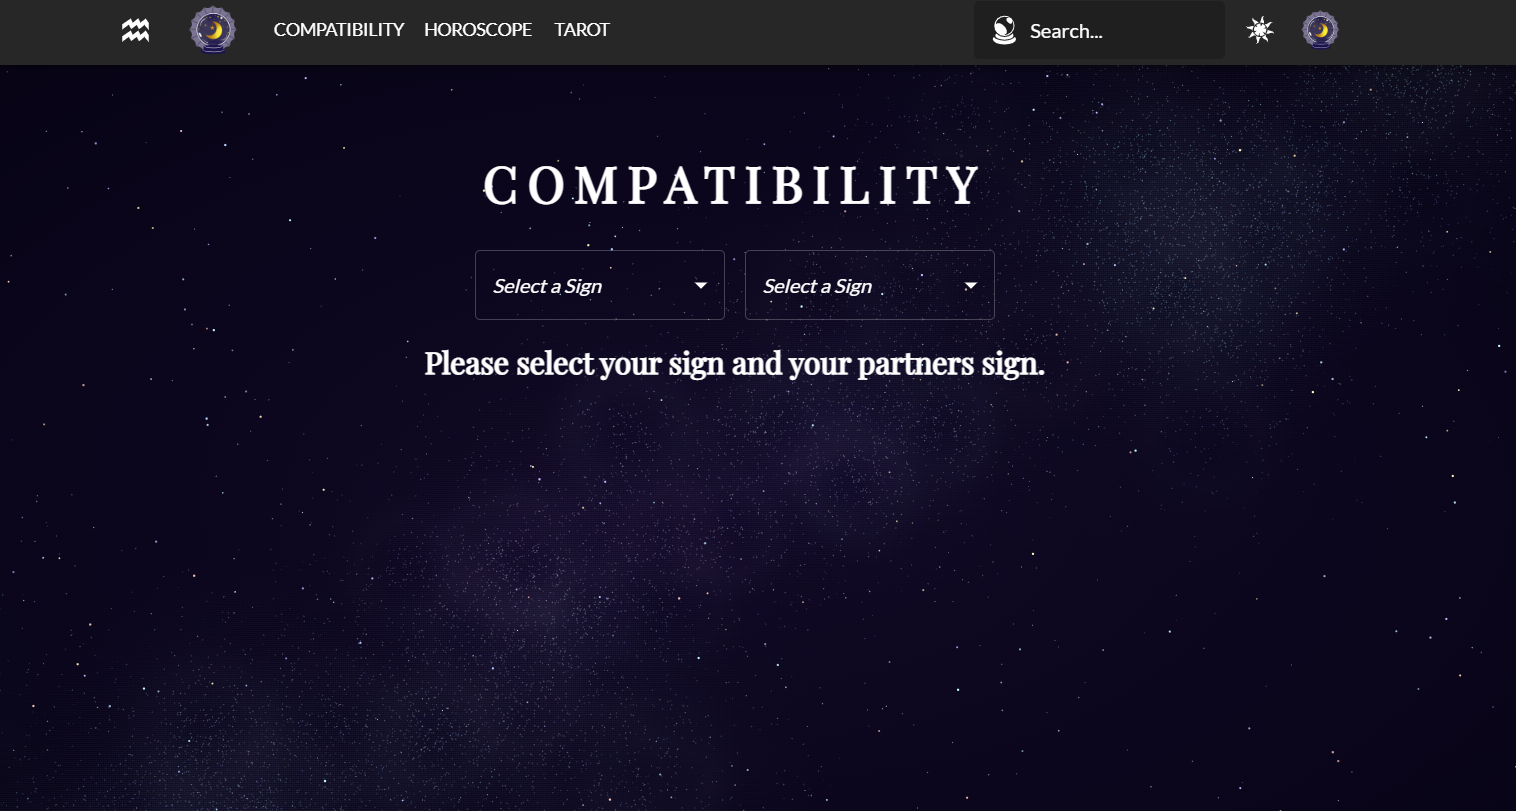 COMPATIBILITY HOROSCOPE TAROT Search...
COMPATIBILITY
Select a Sign Select a Sign
Please select your sign and your partners sign.